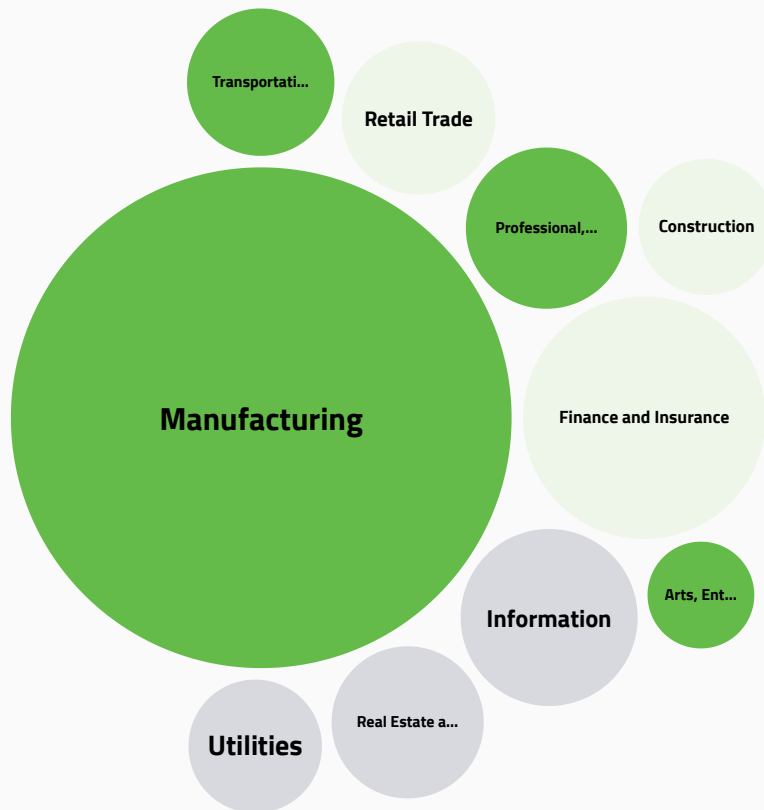 Transportati...
Retail Trade
Professional,...
Construction
Manufacturing
Finance and Insurance
Arts, Ent...
Information
Real Estate a...
Utilities